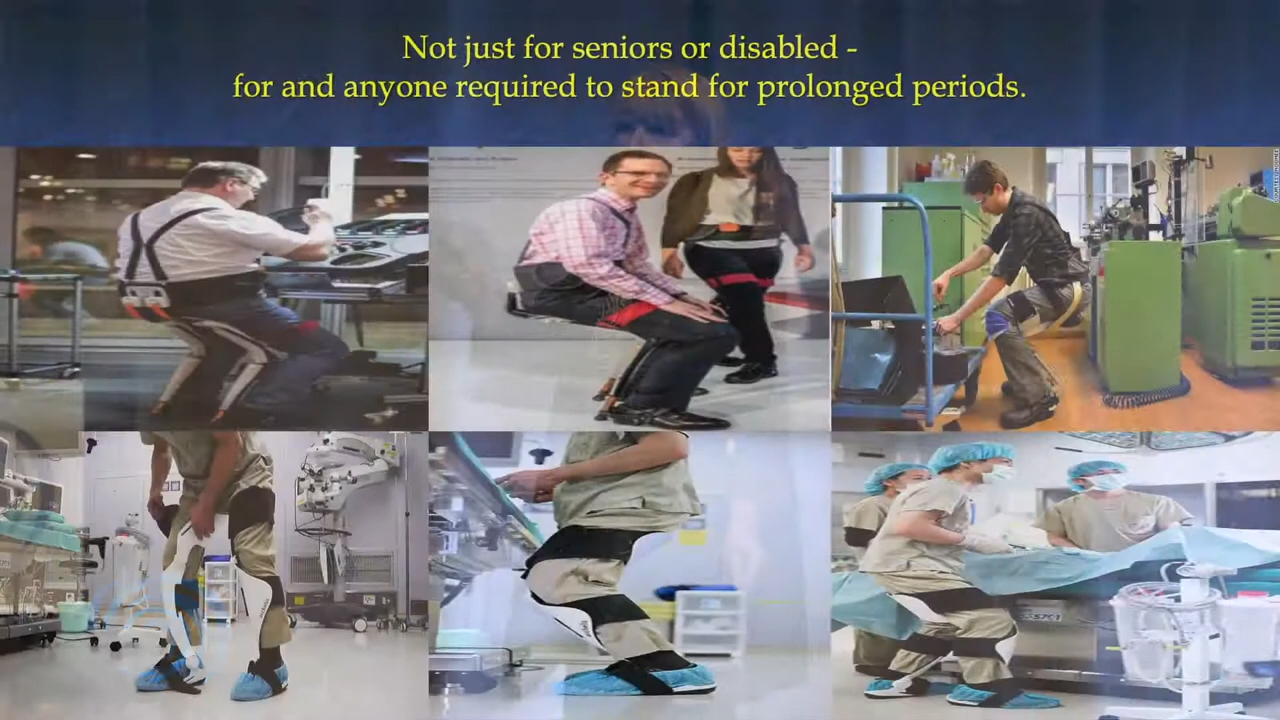 Not just for seniors or disabled -
for and anyone required to stand for prolonged periods.